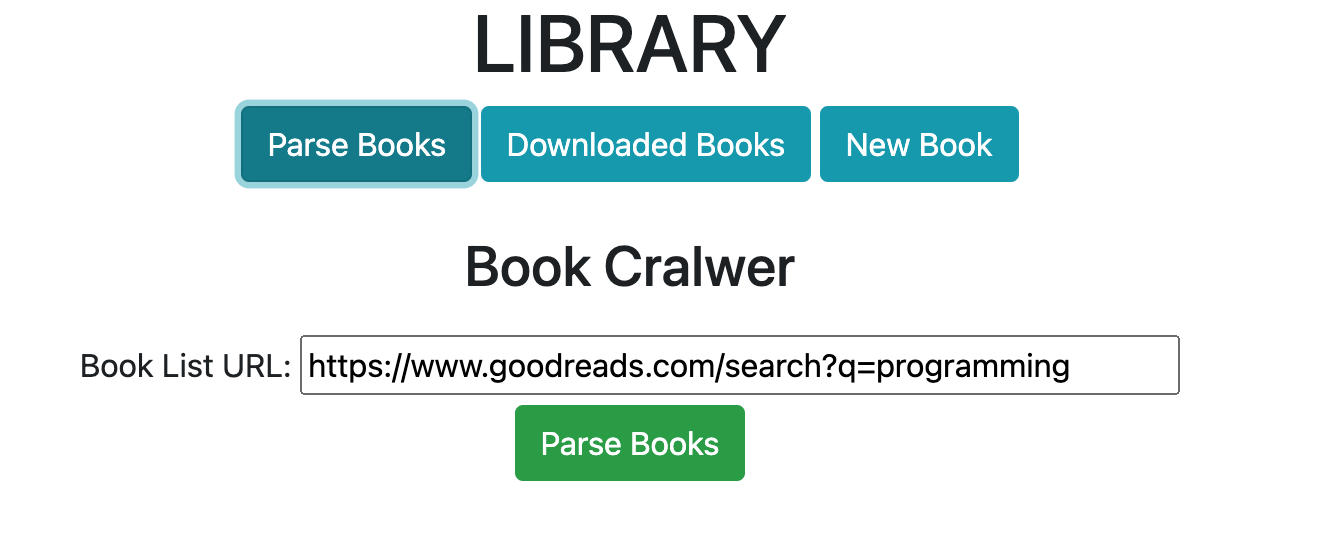 LIBRARY
Parse Books Downloaded Books New Book
Book Cralwer
Book List URL: https://www.goodreads.com/search?q=programming
Parse Books